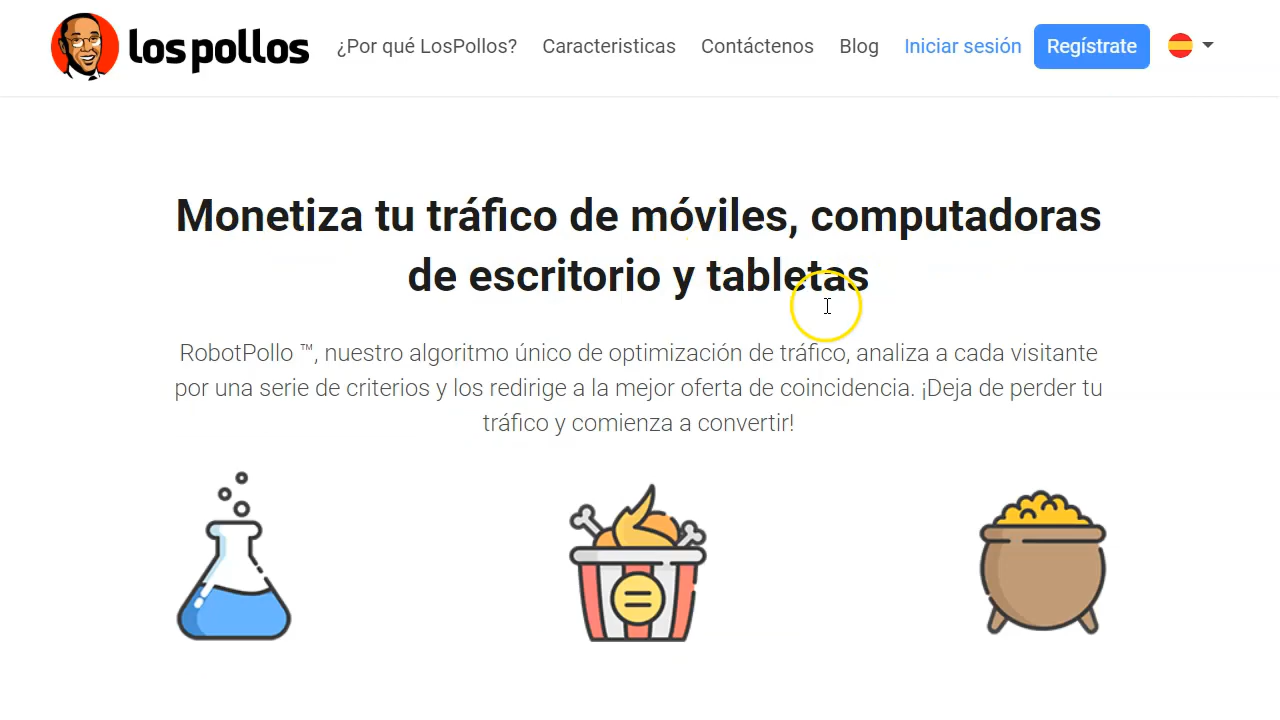 lospollos ¿Por qué LosPollos? Caracteristicas Contáctenos Blog Iniciar sesión Regístrate
Monetiza tu tráfico de móviles, computadoras
de escritorio y tabletas
RobotPollo ™, nuestro algoritmo único de optimización de tráfico, analiza a cada visitante
por una serie de criterios y los redirige a la mejor oferta de coincidencia. ¡Deja de perder tu
tráfico y comienza a convertir!